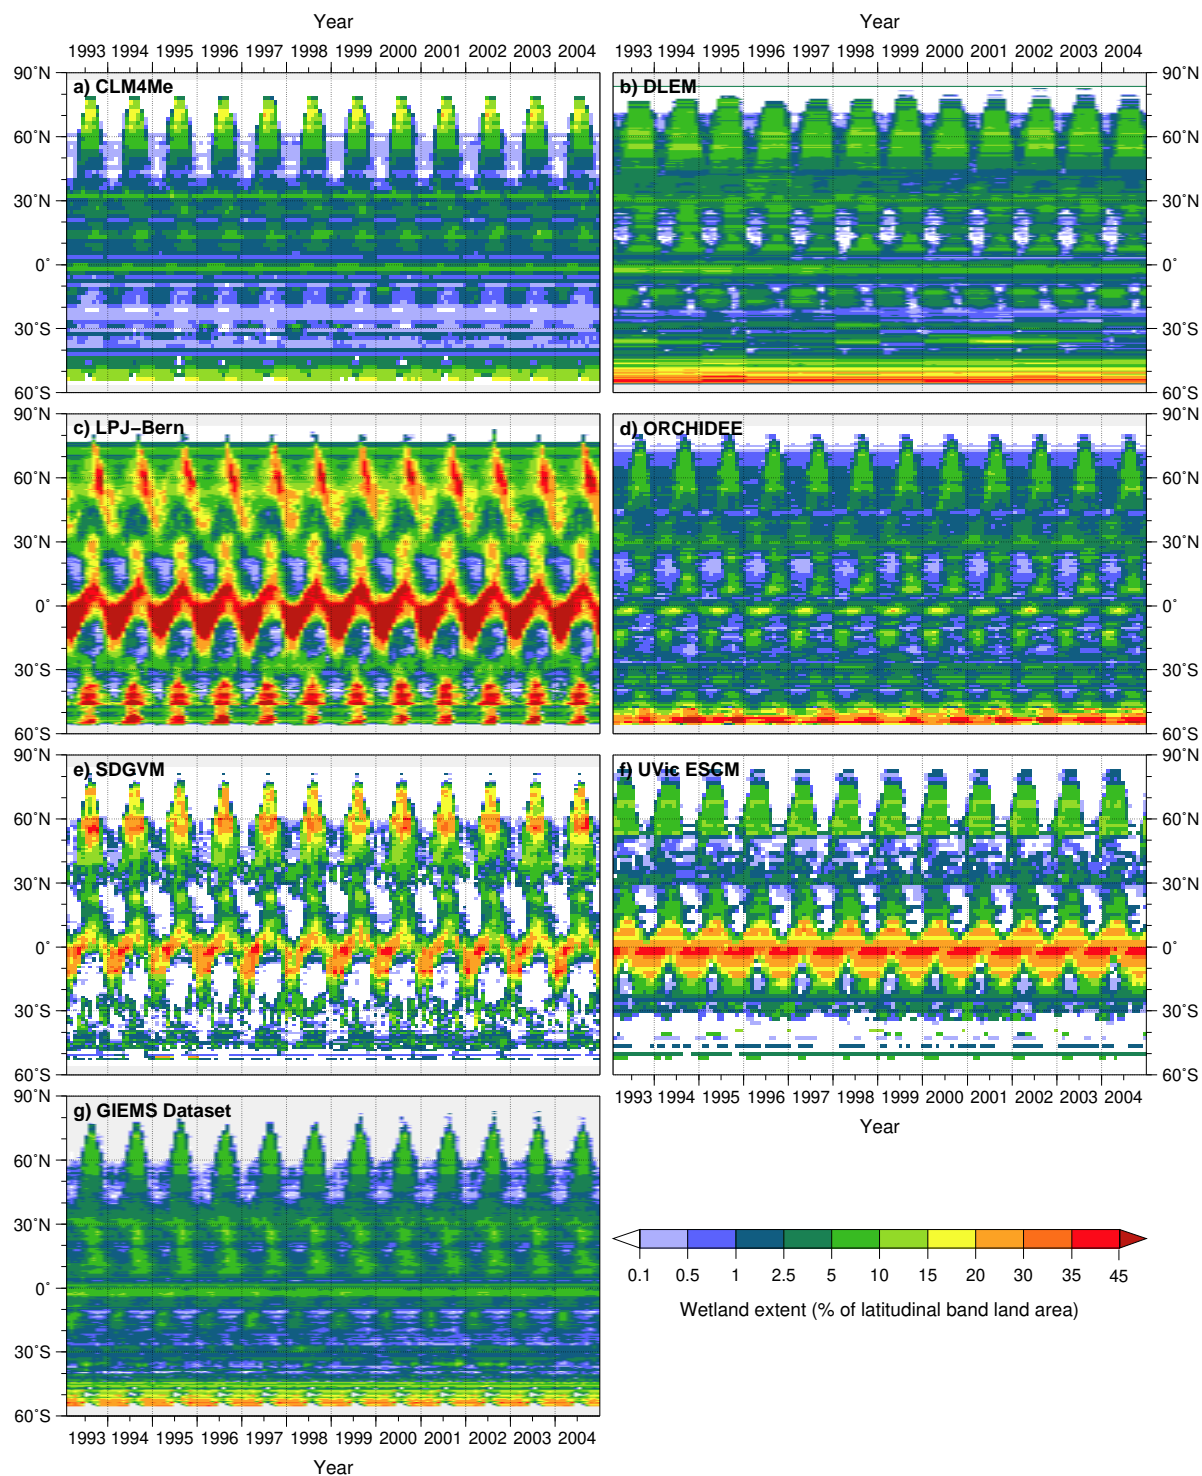 Year Year
1993 1994 1995 1996 1997 1998 1999 2000 2001 2002 2003 2004 1993 1994 1995 1996 1997 1998 1999 2000 2001 2002 2003 2004
90˚N a) CLM4Me b) DLEM 90˚N
60˚N 60˚N
30˚N 30˚N
0˚ 0˚
30˚S 30˚S
60˚S 60˚S
90˚N c) LPJ−Bern d) ORCHIDEE 90˚N
60˚N 60˚N
30˚N 30˚N
0˚ 0˚
30˚S 30˚S
60˚S 60˚S
90˚N e) SDGVM f) UVic ESCM 90˚N
60˚N 60˚N
30˚N 30˚N
0˚ 0˚
30˚S 30˚S
60˚S 60˚S
1993 1994 1995 1996 1997 1998 1999 2000 2001 2002 2003 2004
Year
90˚N g) GIEMS Dataset
60˚N
30˚N
0˚
30˚S
60˚S
1993 1994 1995 1996 1997 1998 1999 2000 2001 2002 2003 2004
Year
0.1 0.5 1 2.5 5 10 15 20 30 35 45
Wetland extent (% of latitudinal band land area)